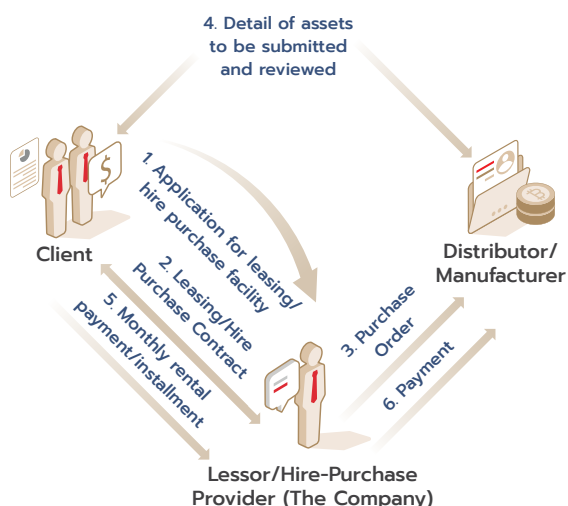 4. Detail of assets
to be submitted
and reviewed
$
1. Application for leasing/
hire purchase facility
Client
Distributor/
Manufacturer
2. Leasing/Hire
Purchase Contract
5. Monthly rental
payment/installment
3. Purchase
Order
6. Payment
Lessor/Hire-Purchase
Provider (The Company)